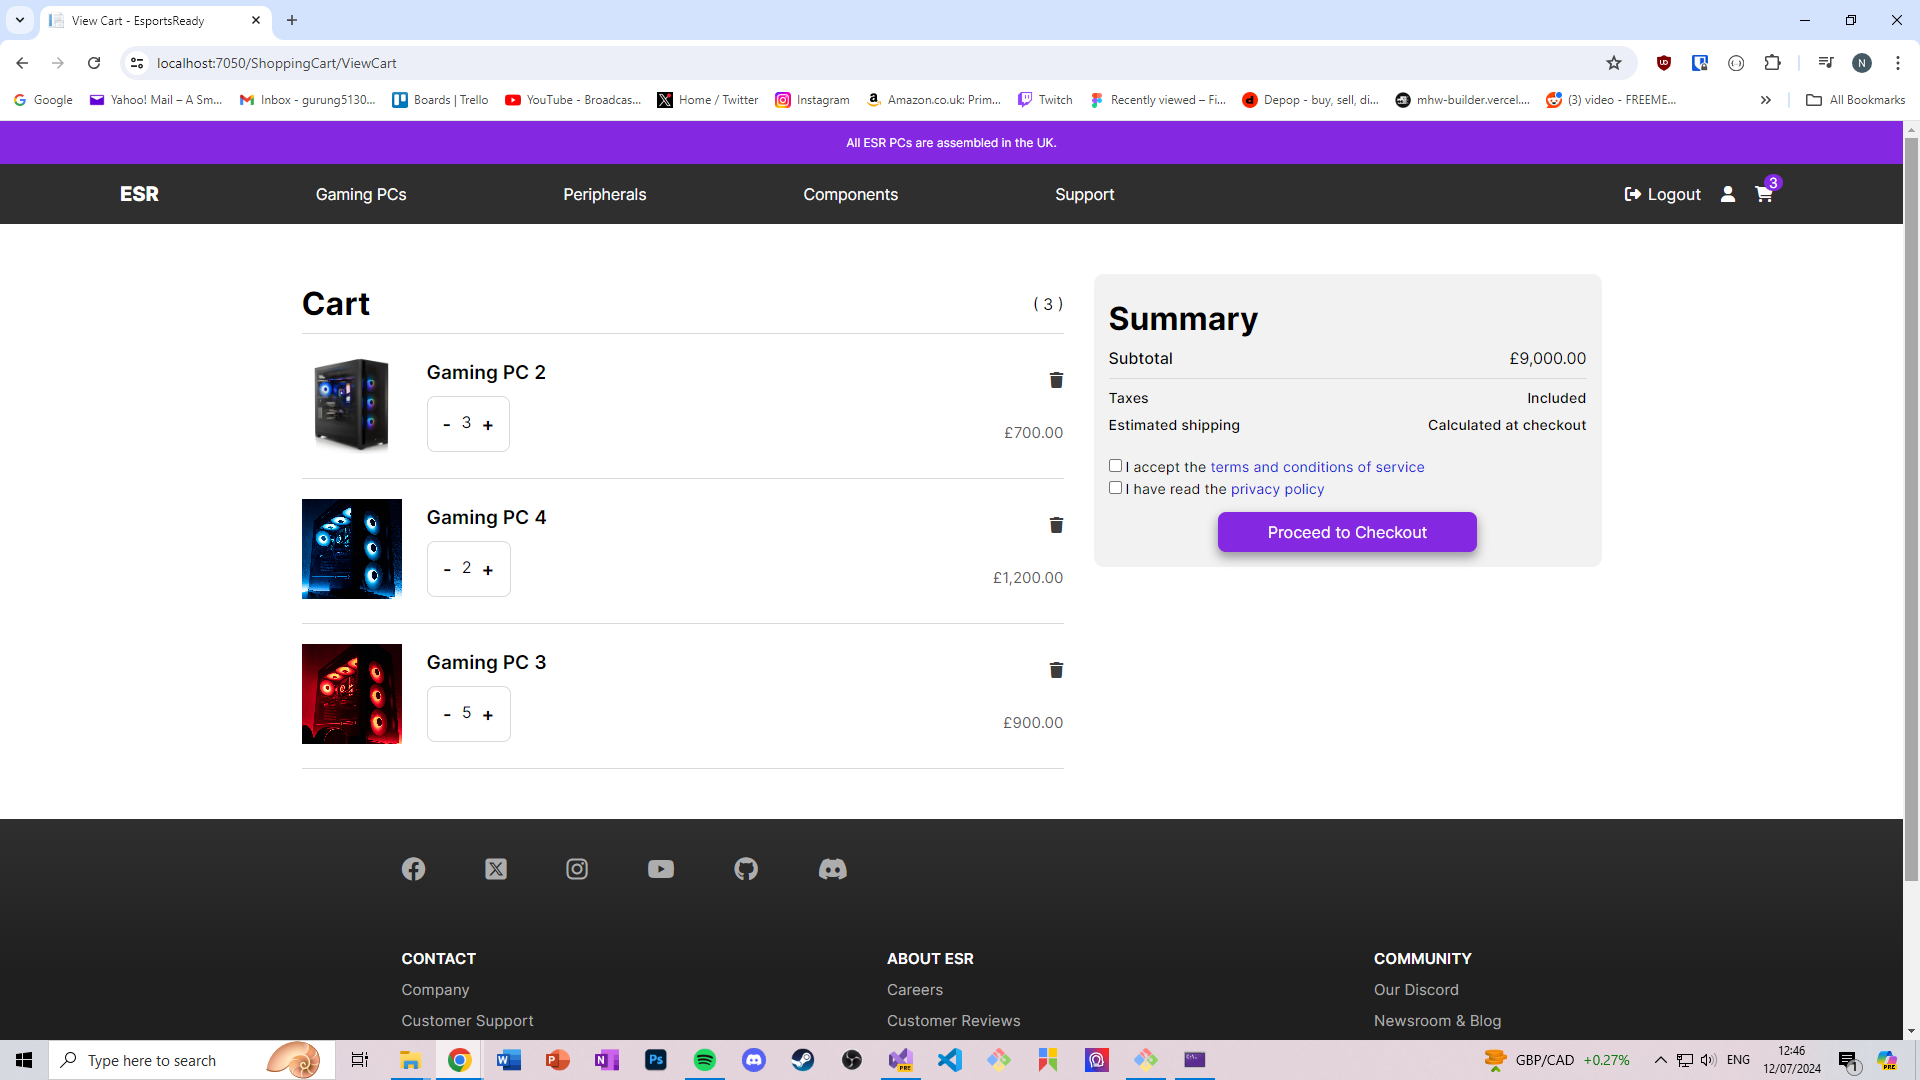 View Cart - EsportsReady
localhost:7050/ShoppingCart/ViewCart
N
Google
Yahoo! Mail – A Sm...
Inbox - gurung5130...
Boards | Trello
YouTube - Broadcas...
Home / Twitter
Instagram
Amazon.co.uk: Prim...
Twitch
Recently viewed – Fi...
Depop - buy, sell, di...
mhw-builder.vercel....
(3) video - FREEME...
All Bookmarks
All ESR PCs are assembled in the UK.
ESR
Gaming PCs
Peripherals
Components
Support
Logout
3
Cart
( 3 )
Gaming PC 2
- 3 +
£700.00
Gaming PC 4
- 2 +
£1,200.00
Gaming PC 3
- 5 +
£900.00
Summary
Subtotal £9,000.00
Taxes Included
Estimated shipping Calculated at checkout
I accept the terms and conditions of service
I have read the privacy policy
Proceed to Checkout
CONTACT
Company
Customer Support
ABOUT ESR
Careers
Customer Reviews
COMMUNITY
Our Discord
Newsroom & Blog
Type here to search
GBP/CAD +0.27%
ENG
12:46
12/07/2024
1